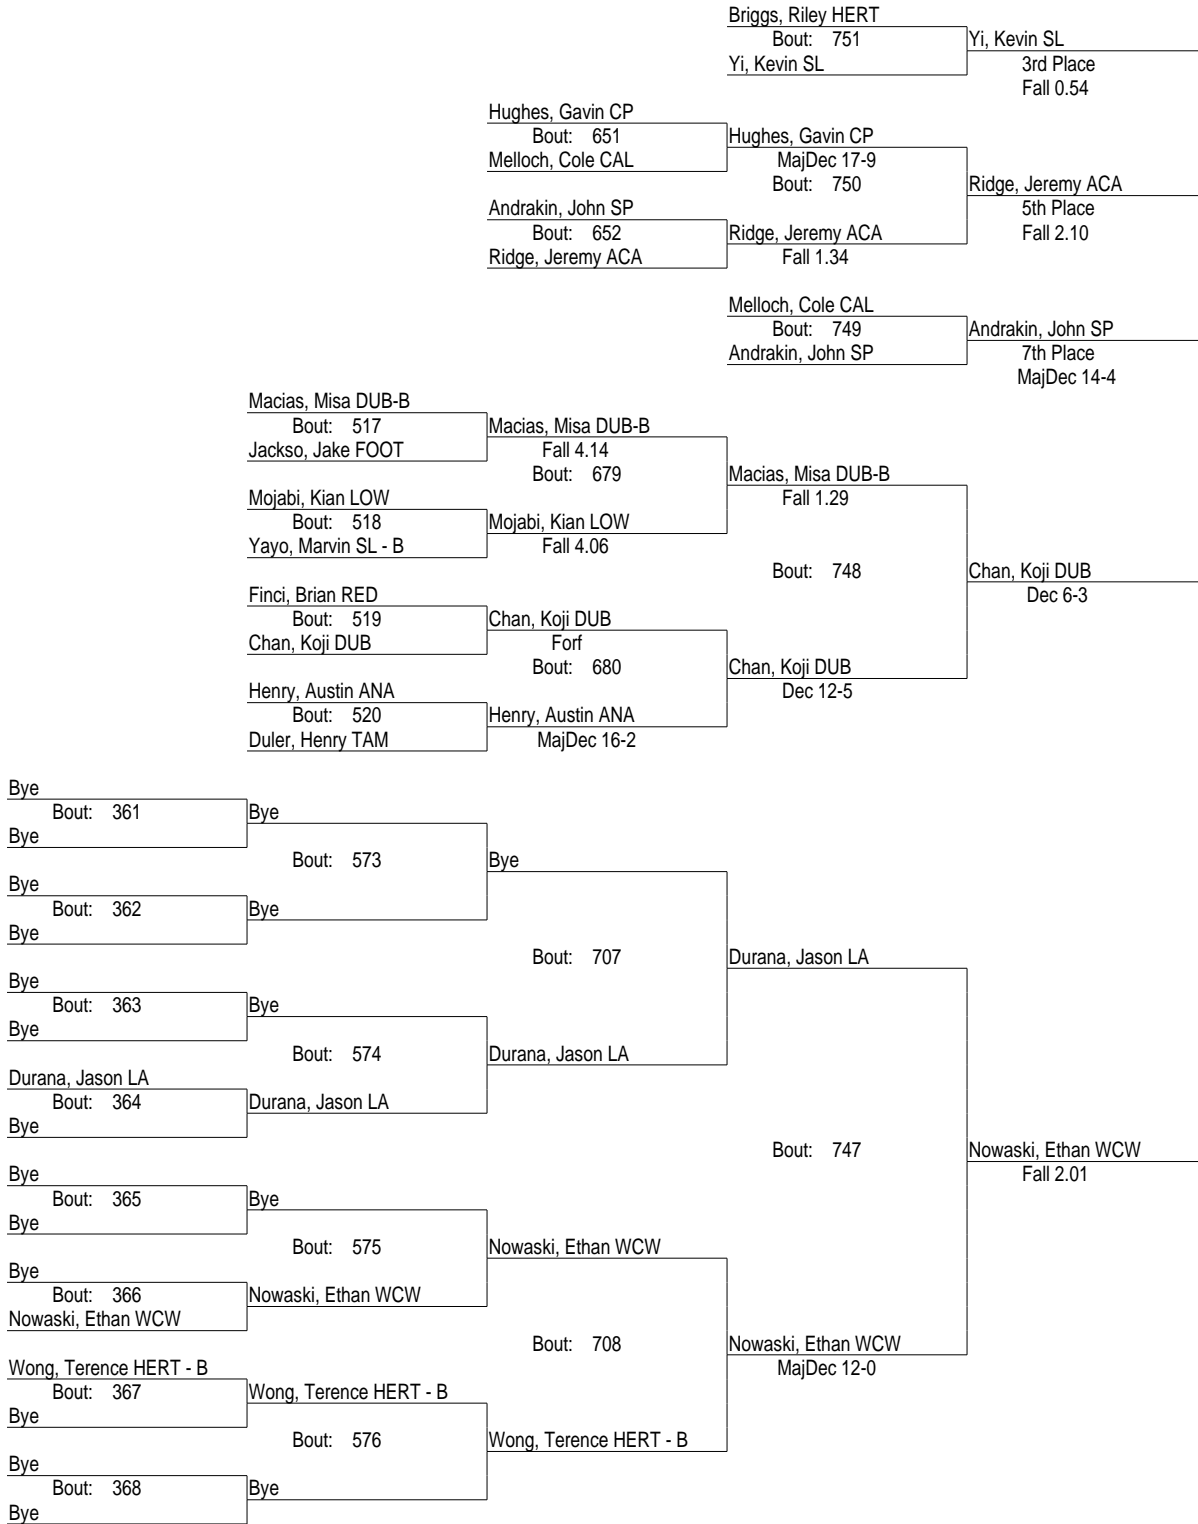 Briggs, Riley HERT
Bout: 751
Yi, Kevin SL
Yi, Kevin SL
3rd Place
Fall 0.54
Hughes, Gavin CP
Bout: 651
Melloch, Cole CAL
Hughes, Gavin CP
MajDec 17-9
Bout: 750
Ridge, Jeremy ACA
5th Place
Fall 2.10
Andrakin, John SP
Bout: 652
Ridge, Jeremy ACA
Ridge, Jeremy ACA
Fall 1.34
Melloch, Cole CAL
Bout: 749
Andrakin, John SP
Andrakin, John SP
7th Place
MajDec 14-4
Macias, Misa DUB-B
Bout: 517
Jackso, Jake FOOT
Macias, Misa DUB-B
Fall 4.14
Bout: 679
Macias, Misa DUB-B
Fall 1.29
Mojabi, Kian LOW
Bout: 518
Yayo, Marvin SL - B
Mojabi, Kian LOW
Fall 4.06
Bout: 748
Chan, Koji DUB
Dec 6-3
Finci, Brian RED
Bout: 519
Chan, Koji DUB
Chan, Koji DUB
Forf
Bout: 680
Chan, Koji DUB
Dec 12-5
Henry, Austin ANA
Bout: 520
Duler, Henry TAM
Henry, Austin ANA
MajDec 16-2
Bye
Bout: 361
Bye
Bye
Bout: 573
Bye
Bye
Bout: 362
Bye
Bye
Bout: 707
Durana, Jason LA
Bye
Bout: 363
Bye
Bye
Bout: 574
Durana, Jason LA
Durana, Jason LA
Bout: 364
Bye
Durana, Jason LA
Bout: 747
Nowaski, Ethan WCW
Fall 2.01
Bye
Bout: 365
Bye
Bye
Bout: 575
Nowaski, Ethan WCW
Bye
Bout: 366
Nowaski, Ethan WCW
Nowaski, Ethan WCW
Bout: 708
Nowaski, Ethan WCW
MajDec 12-0
Wong, Terence HERT - B
Bout: 367
Bye
Wong, Terence HERT - B
Bout: 576
Wong, Terence HERT - B
Bye
Bout: 368
Bye
Bye